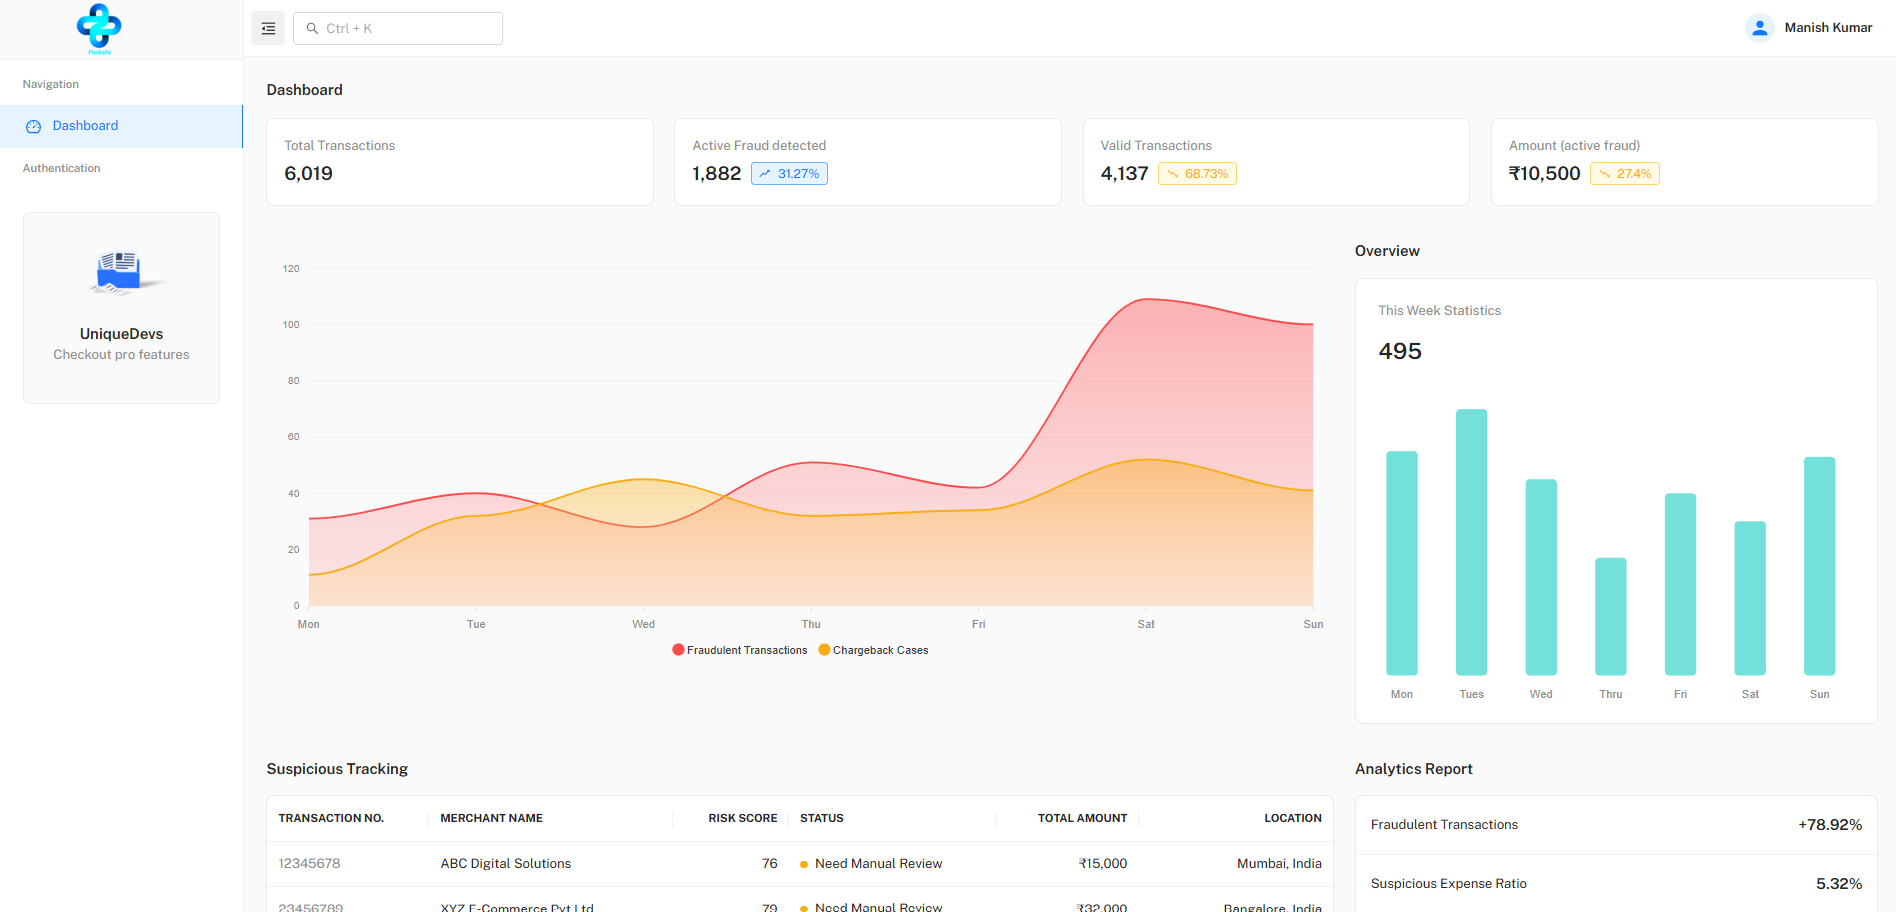 FinSafe
Ctrl + K
Manish Kumar
Navigation
Dashboard
Authentication
UniqueDevs
Checkout pro features
Dashboard
Total Transactions
6,019
Active Fraud detected
1,882 31.27%
Valid Transactions
4,137 68.73%
Amount (active fraud)
₹10,500 27.4%
120
100
80
60
40
20
0
Mon Tue Wed Thu Fri Sat Sun
Fraudulent Transactions Chargeback Cases
Overview
This Week Statistics
495
Mon Tues Wed Thru Fri Sat Sun
Suspicious Tracking
TRANSACTION NO. MERCHANT NAME RISK SCORE STATUS TOTAL AMOUNT LOCATION
12345678 ABC Digital Solutions 76 Need Manual Review ₹15,000 Mumbai, India
23456789 XYZ E-Commerce Pvt Ltd 79 Need Manual Review ₹32,000 Bangalore, India
Analytics Report
Fraudulent Transactions +78.92%
Suspicious Expense Ratio 5.32%